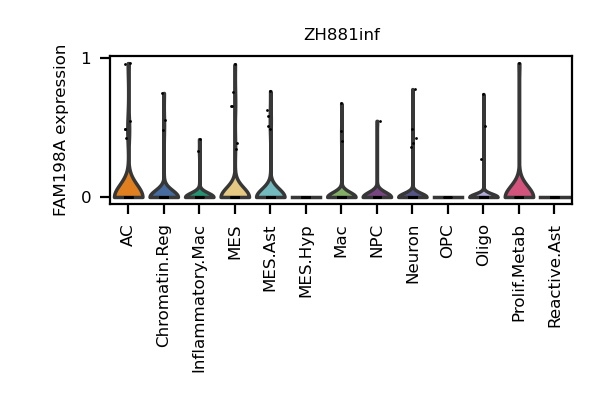 ZH881inf
FAM198A expression
1
0
AC
Chromatin.Reg
Inflammatory.Mac
MES
MES.Ast
MES.Hyp
Mac
NPC
Neuron
OPC
Oligo
Prolif.Metab
Reactive.Ast